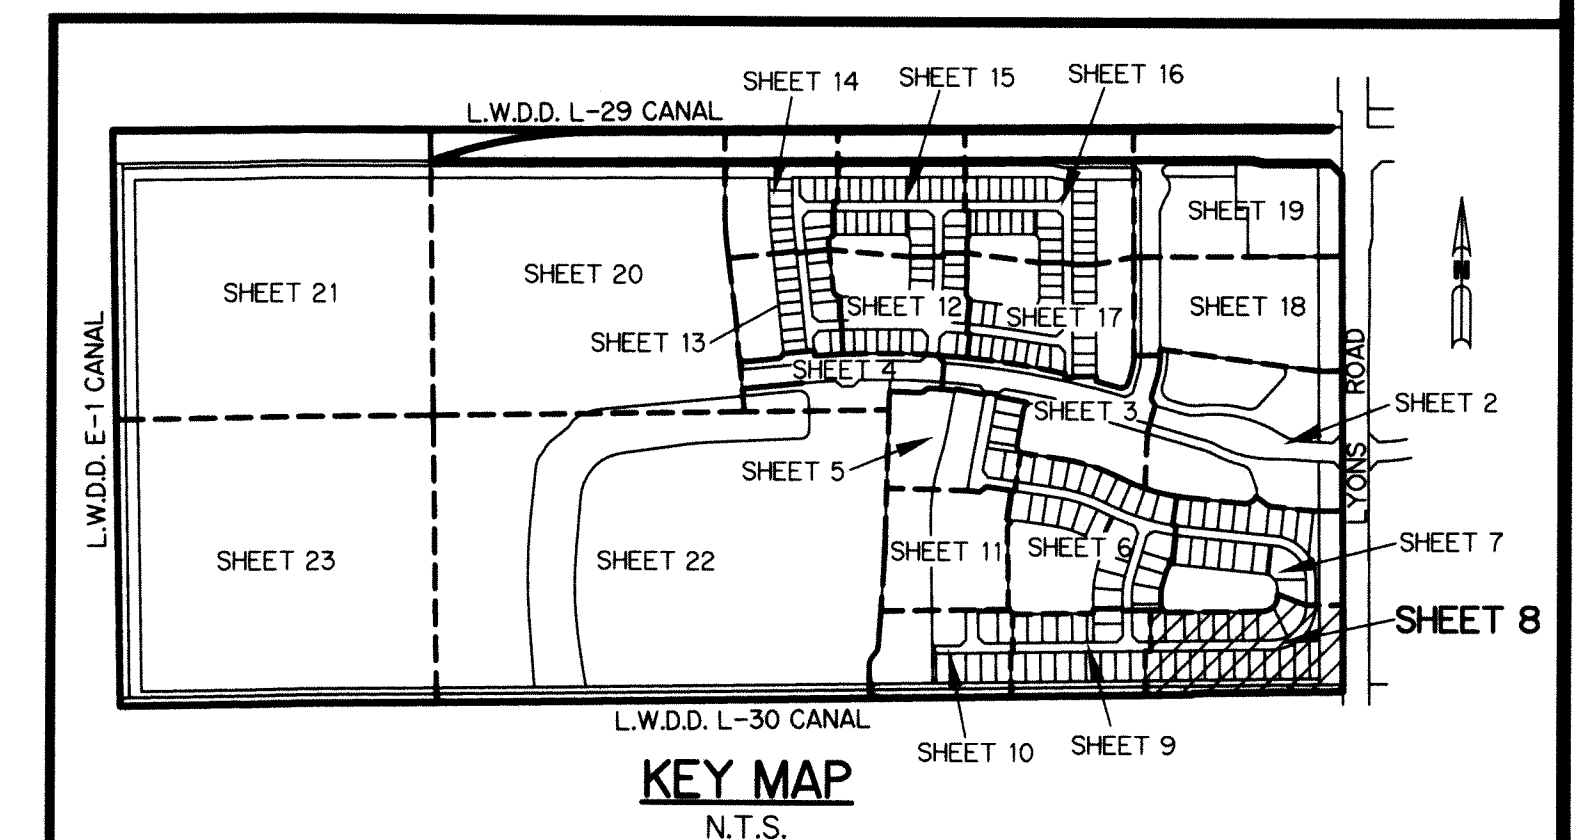 SHEET 14
SHEET 15
SHEET 16
L.W.D.D. L-29 CANAL
SHEET 19
SHEET 20
SHEET 21
SHEET 12
SHEET 17
SHEET 18
SHEET 13
SHEET 4
L.W.D.D. E-1 CANAL
LYONS ROAD
N
SHEET 3
SHEET 2
SHEET 5
SHEET 23
SHEET 22
SHEET 11
SHEET 6
SHEET 7
SHEET 8
L.W.D.D. L-30 CANAL
SHEET 10
SHEET 9
KEY MAP
N.T.S.